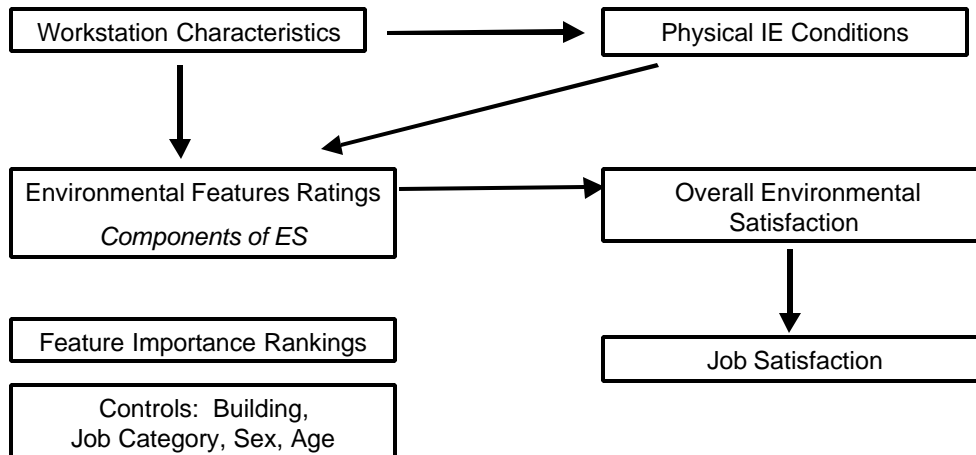 Workstation Characteristics
Physical IE Conditions
Environmental Features Ratings
Components of ES
Overall Environmental
Satisfaction
Feature Importance Rankings
Job Satisfaction
Controls: Building,
Job Category, Sex, Age